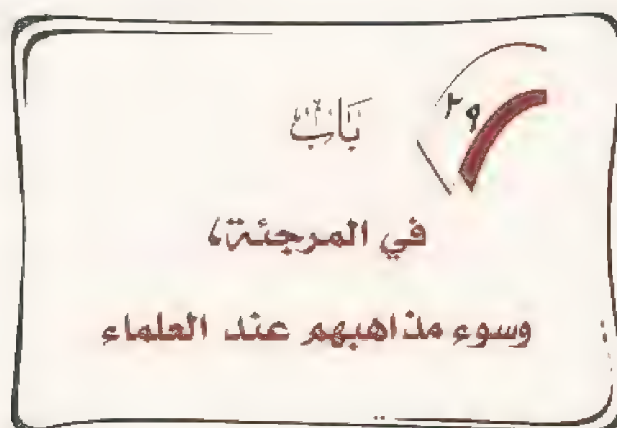 ٢٩
بَابٌ
في المرجئة،
وسوء مذاهبهم عند العلماء